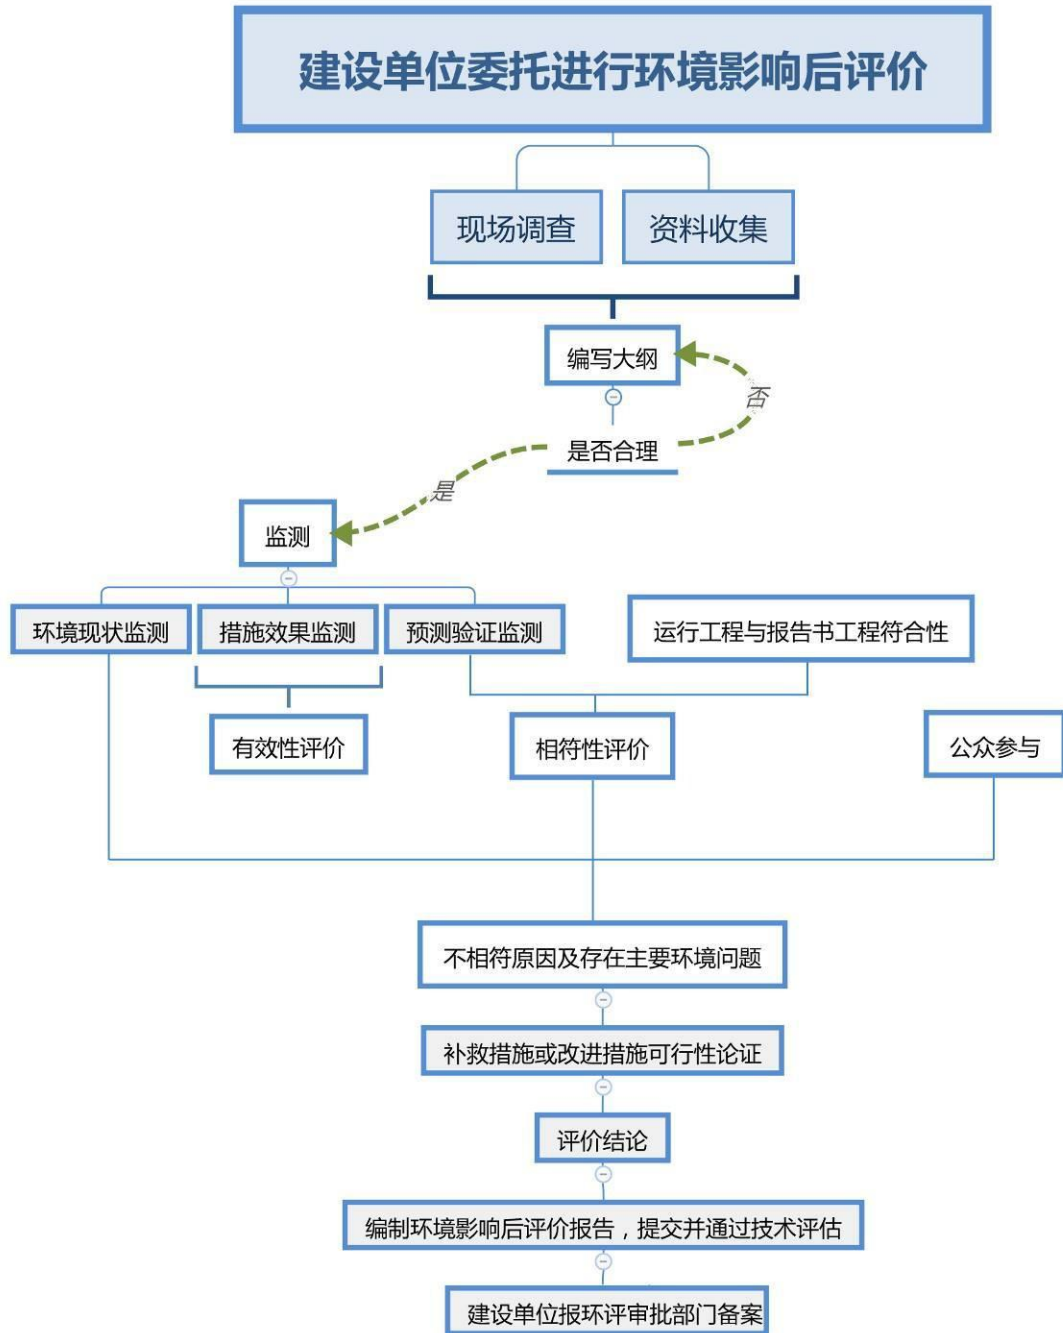 建设单位委托进行环境影响后评价
现场调查
资料收集
编写大纲
否
是否合理
是
监测
环境现状监测
措施效果监测
预测验证监测
运行工程与报告书工程符合性
有效性评价
相符性评价
公众参与
不相符原因及存在主要环境问题
补救措施或改进措施可行性论证
评价结论
编制环境影响后评价报告，提交并通过技术评估
建设单位报环评审批部门备案